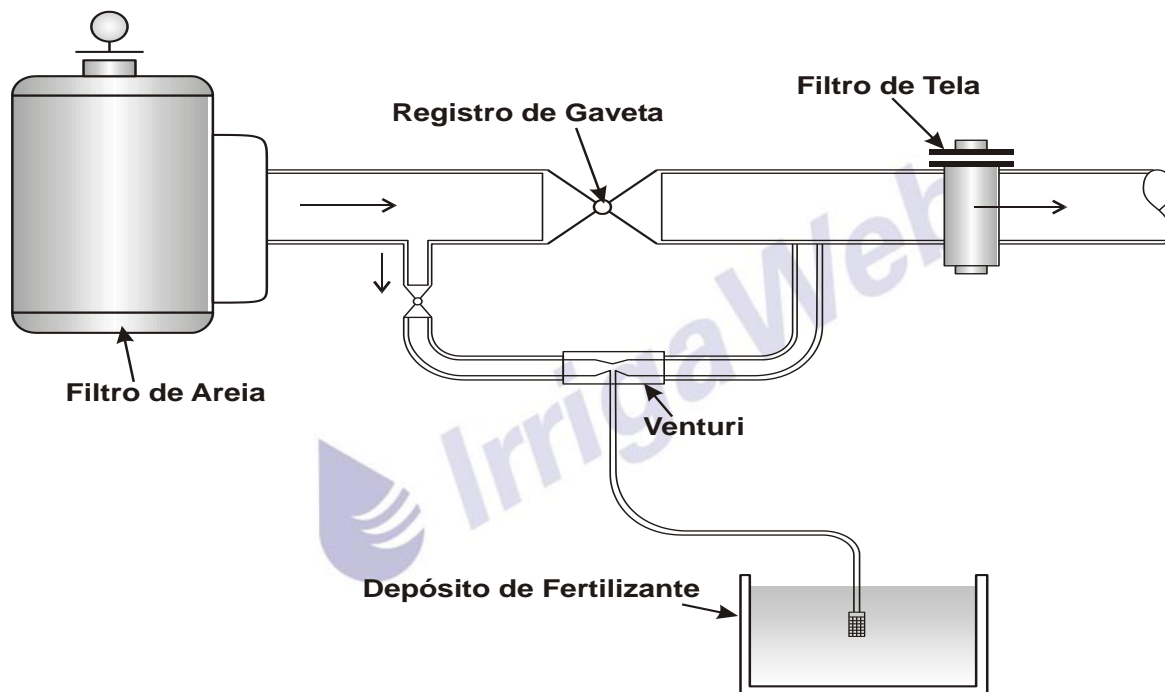 Filtro de Tela
Registro de Gaveta
Filtro de Areia
Venturi
IrrigaWeb
Depósito de Fertilizante